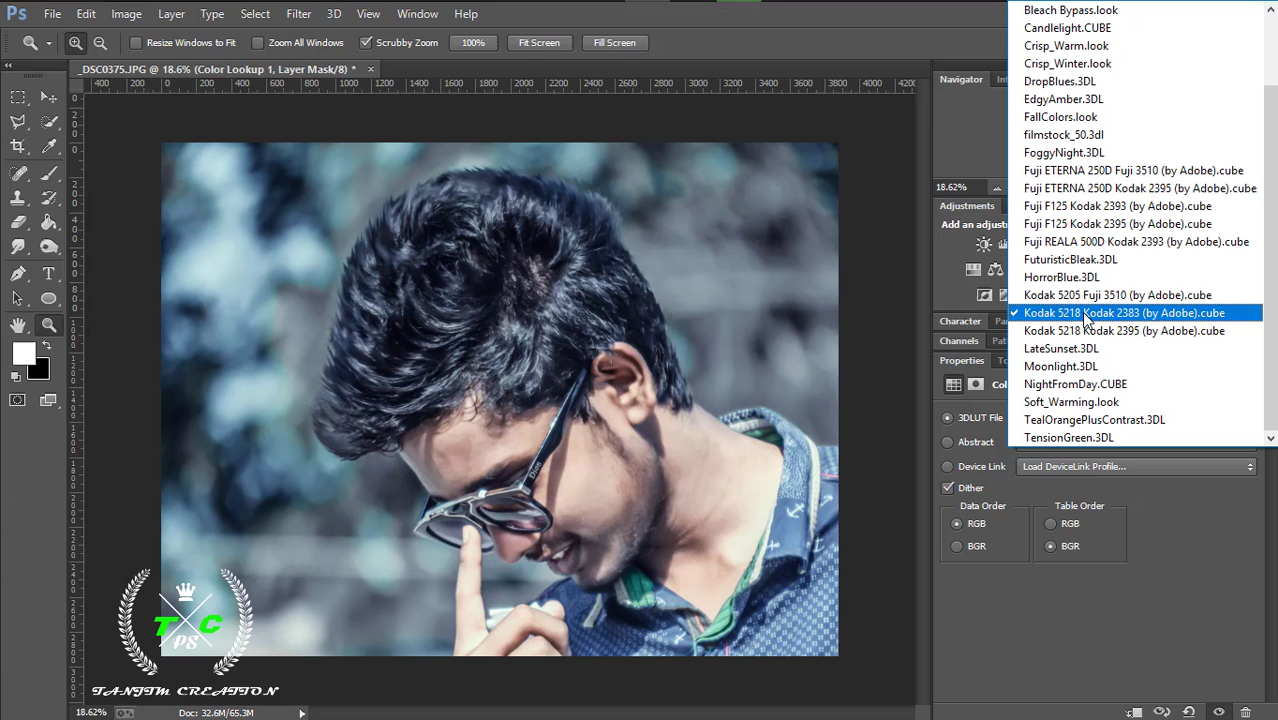 Ps File Edit Image Layer Type Select Filter 3D View Window Help
Resize Windows to Fit Zoom All Windows Scrubby Zoom 100% Fit Screen Fill Screen
_DSC0375.JPG @ 18.6% (Color Lookup 1, Layer Mask/8) *
0 200 400 600 800 1000 1200 1400 1600 1800 2000 2200 2400 2600 2800 3000 3200 3400 3600 3800 4000 4200
Navigator
18.62%
Adjustments
Add an adjust
Character
Channels
Properties
Bleach Bypass.look
Candlelight.CUBE
Crisp_Warm.look
Crisp_Winter.look
DropBlues.3DL
EdgyAmber.3DL
FallColors.look
filmstock_50.3dl
FoggyNight.3DL
Fuji ETERNA 250D Fuji 3510 (by Adobe).cube
Fuji ETERNA 250D Kodak 2395 (by Adobe).cube
Fuji F125 Kodak 2393 (by Adobe).cube
Fuji F125 Kodak 2395 (by Adobe).cube
Fuji REALA 500D Kodak 2393 (by Adobe).cube
FuturisticBleak.3DL
HorrorBlue.3DL
Kodak 5205 Fuji 3510 (by Adobe).cube
Kodak 5218 Kodak 2383 (by Adobe).cube
Kodak 5218 Kodak 2395 (by Adobe).cube
LateSunset.3DL
Moonlight.3DL
NightFromDay.CUBE
Soft_Warming.look
TealOrangePlusContrast.3DL
TensionGreen.3DL
3DLUT File
Abstract
Device Link Load DeviceLink Profile...
Dither
Data Order Table Order
RGB RGB
BGR BGR
T C
PS
TANJIM CREATION
18.62% Doc: 32.6M/65.3M